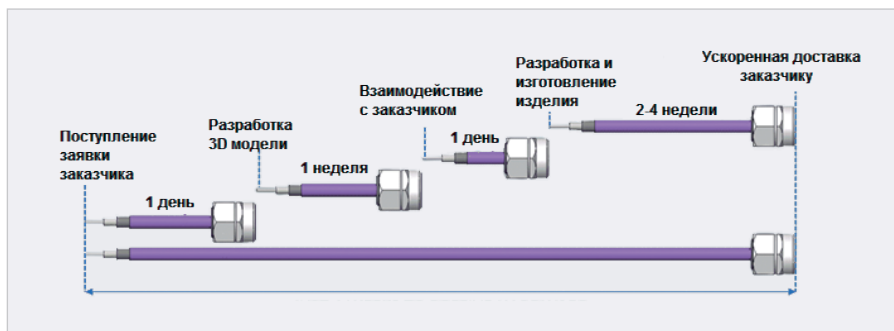 Поступление
заявки
заказчика
1 день
Разработка
3D модели
1 неделя
Взаимодействие
с заказчиком
1 день
Разработка и
изготовление
изделия
2-4 недели
Ускоренная доставка
заказчику